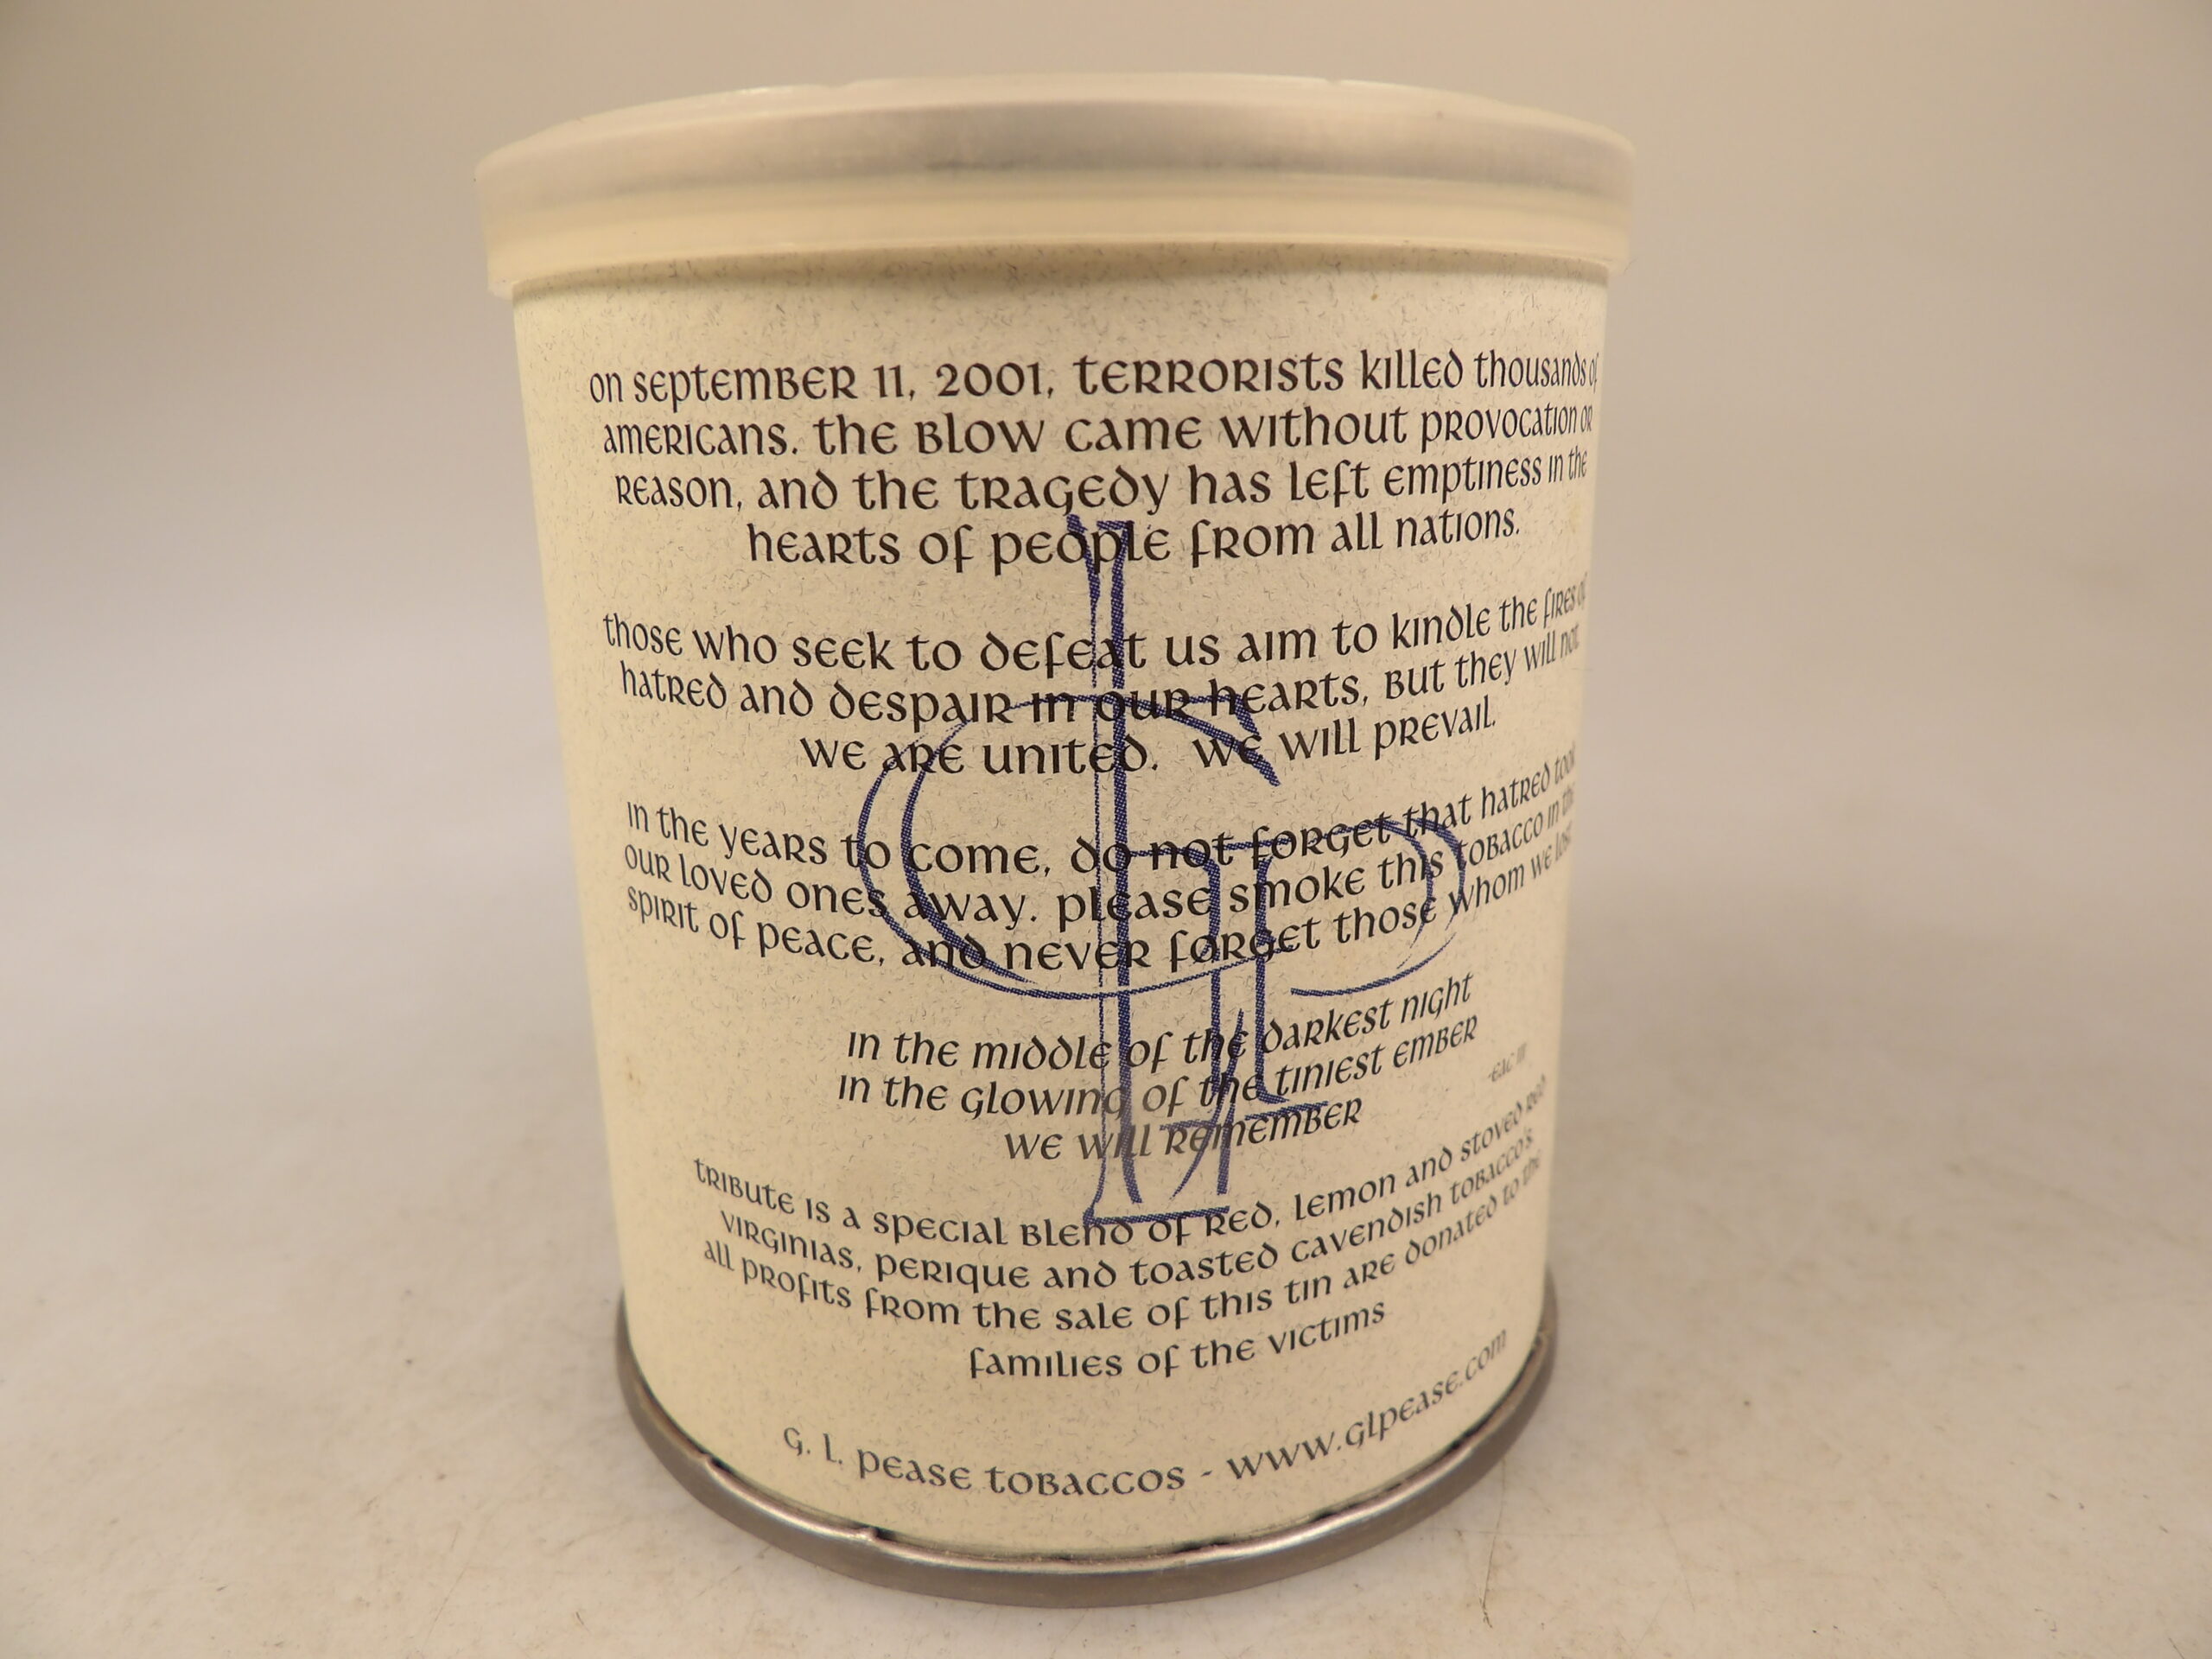 on september 11, 2001, terrorists killed thousands of
americans. the blow came without provocation or
reason, and the tragedy has left emptiness in the
hearts of people from all nations.
those who seek to defeat us aim to kindle the fires of
hatred and despair in our hearts, but they will not.
we are united. we will prevail.
in the years to come, do not forget that hatred took
our loved ones away. please smoke this tobacco in the
spirit of peace, and never forget those whom we lost.
in the middle of the darkest night
in the glowing of the tiniest ember
we will remember
tribute is a special blend of red, lemon and stoved red
virginias, perique and toasted cavendish tobacco's
all profits from the sale of this tin are donated to the
families of the victims
g. l. pease tobaccos - www.glpease.com